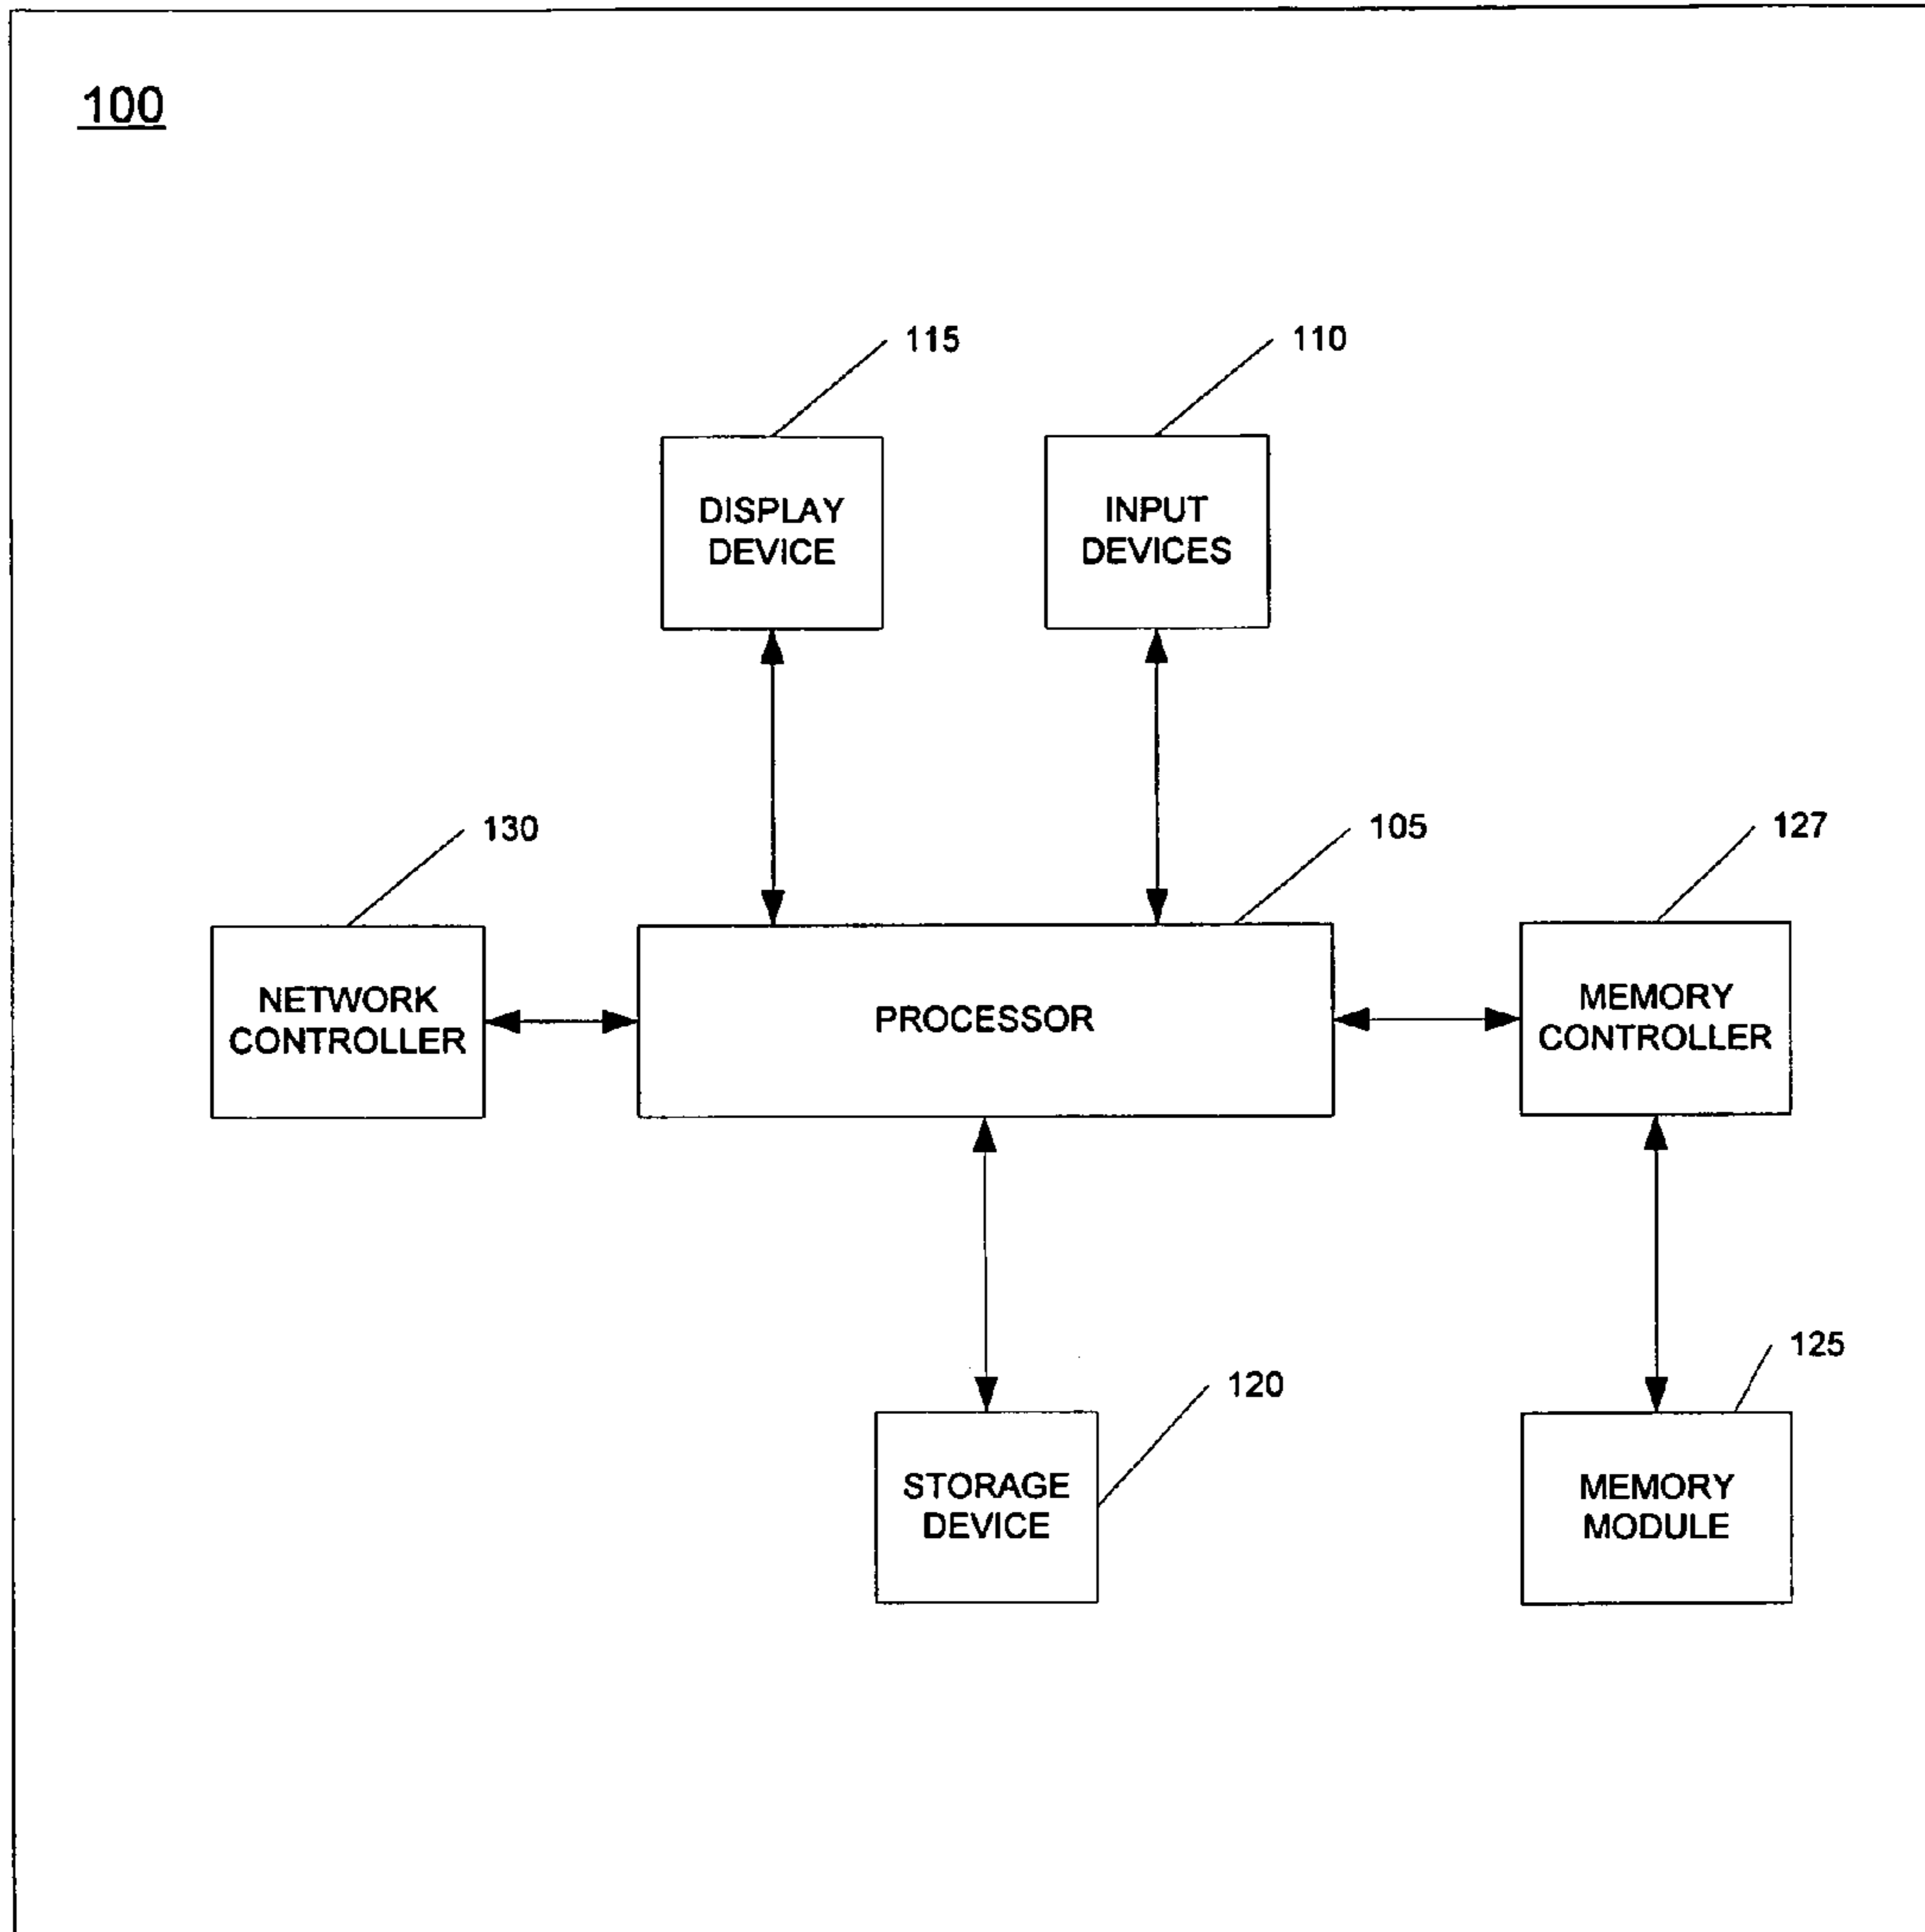 100
115
110
DISPLAY
DEVICE
INPUT
DEVICES
130
105
127
NETWORK
CONTROLLER
PROCESSOR
MEMORY
CONTROLLER
120
125
STORAGE
DEVICE
MEMORY
MODULE